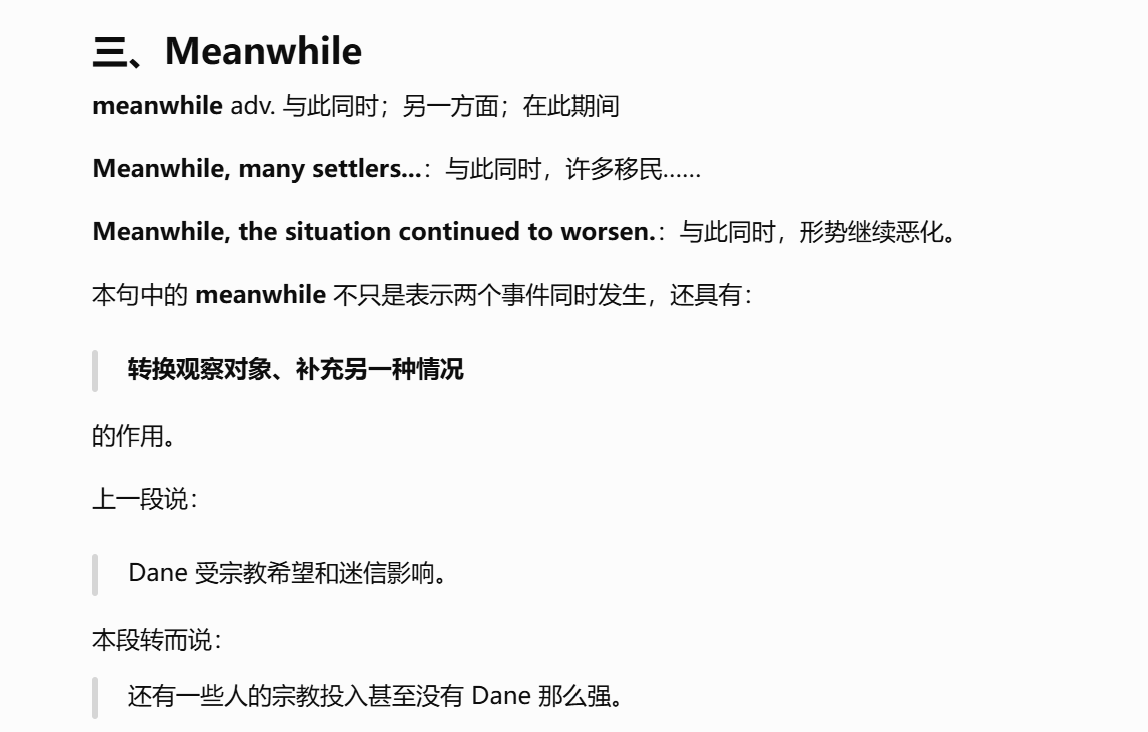 三、Meanwhile
meanwhile adv. 与此同时；另一方面；在此期间
Meanwhile, many settlers...：与此同时，许多移民……
Meanwhile, the situation continued to worsen.：与此同时，形势继续恶化。
本句中的 meanwhile 不只是表示两个事件同时发生，还具有：
转换观察对象、补充另一种情况
的作用。
上一段说：
Dane 受宗教希望和迷信影响。
本段转而说：
还有一些人的宗教投入甚至没有 Dane 那么强。